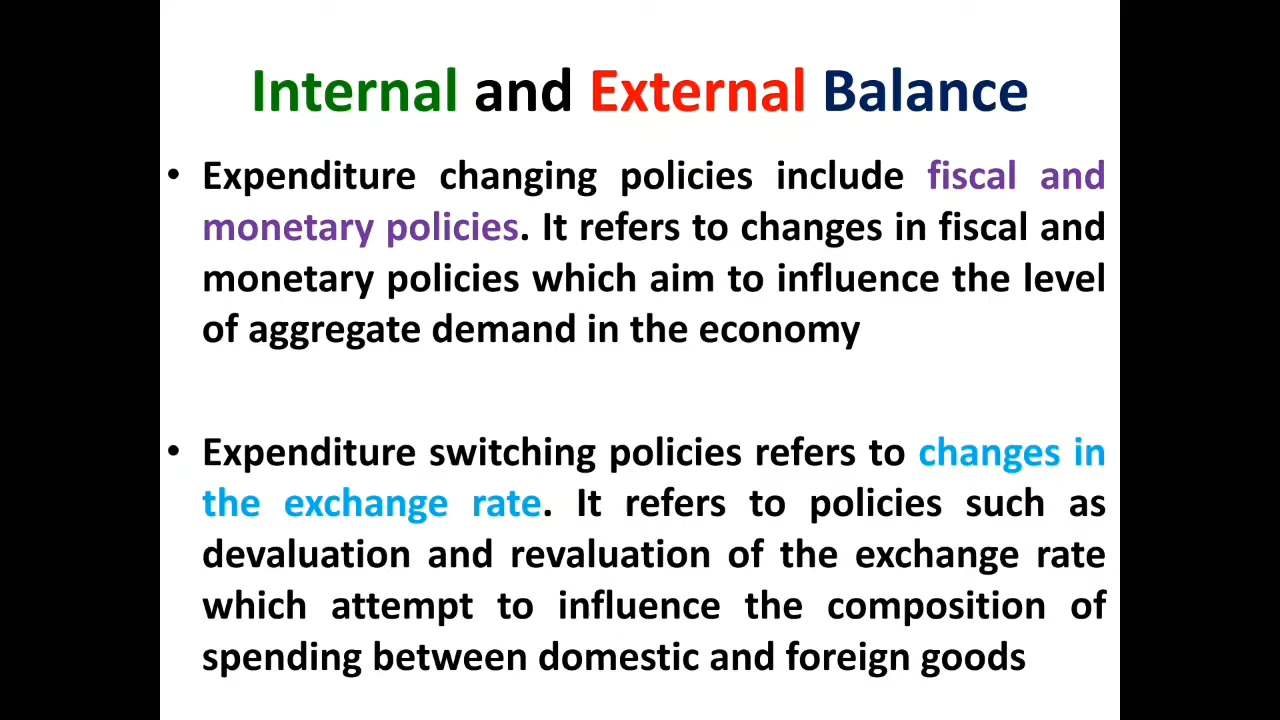 Internal and External Balance
• Expenditure changing policies include fiscal and
monetary policies. It refers to changes in fiscal and
monetary policies which aim to influence the level
of aggregate demand in the economy
• Expenditure switching policies refers to changes in
the exchange rate. It refers to policies such as
devaluation and revaluation of the exchange rate
which attempt to influence the composition of
spending between domestic and foreign goods